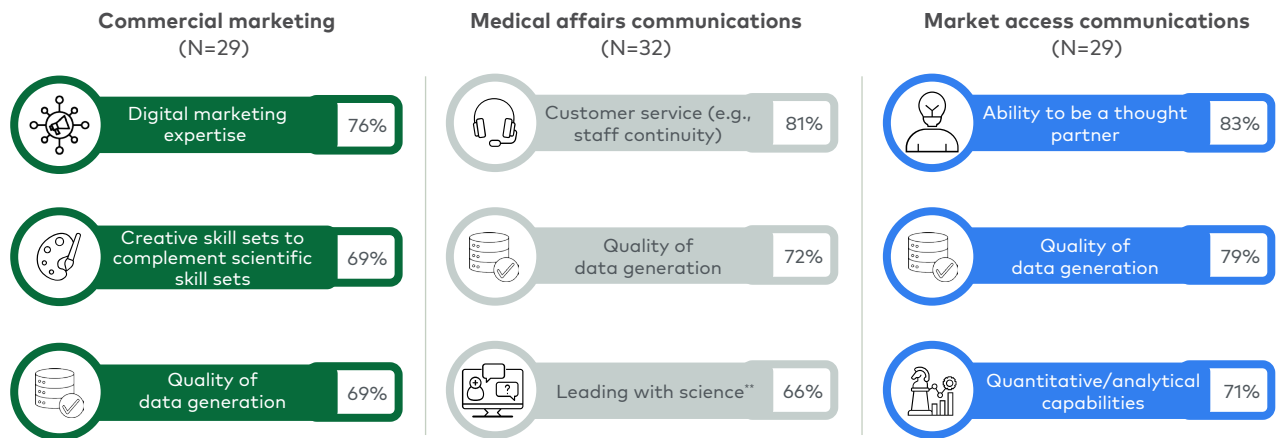 Commercial marketing
(N=29)
Digital marketing
expertise
76%
Creative skill sets to
complement scientific
skill sets
69%
Quality of
data generation
69%
Medical affairs communications
(N=32)
Customer service (e.g.,
staff continuity)
81%
Quality of
data generation
72%
Leading with science**
66%
Market access communications
(N=29)
Ability to be a thought
partner
83%
Quality of
data generation
79%
Quantitative/analytical
capabilities
71%